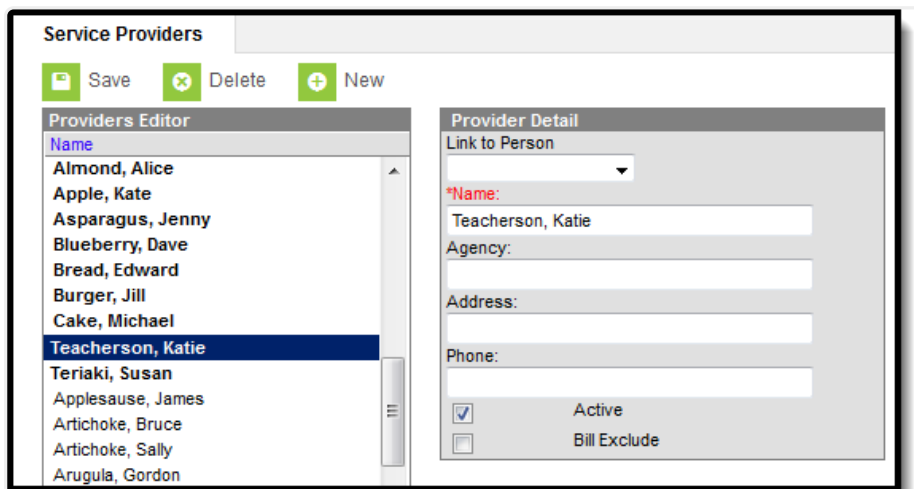 Service Providers
Save Delete New
Providers Editor
Name
Almond, Alice
Apple, Kate
Asparagus, Jenny
Blueberry, Dave
Bread, Edward
Burger, Jill
Cake, Michael
Teacherson, Katie
Teriaki, Susan
Applesause, James
Artichoke, Bruce
Artichoke, Sally
Arugula, Gordon
Provider Detail
Link to Person
*Name:
Teacherson, Katie
Agency:
Address:
Phone:
Active
Bill Exclude